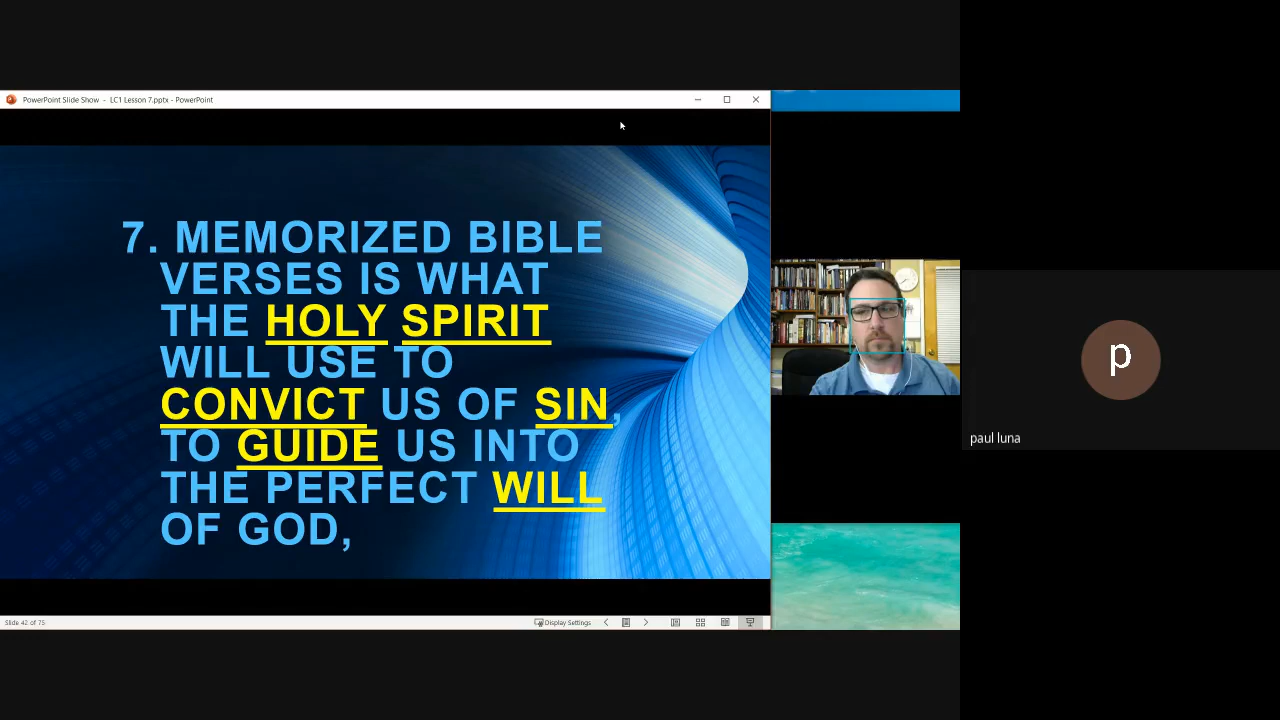 PowerPoint Slide Show - LC1 Lesson 7.pptx - PowerPoint
7. MEMORIZED BIBLE
VERSES IS WHAT
THE HOLY SPIRIT
WILL USE TO
CONVICT US OF SIN,
TO GUIDE US INTO
THE PERFECT WILL
OF GOD,
Slide 42 of 75
Display Settings
p
paul luna